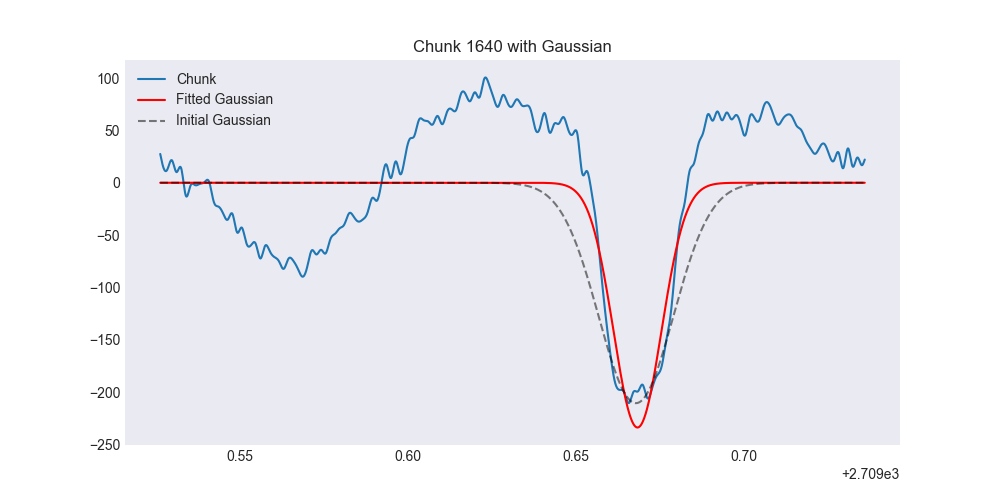 Chunk 1640 with Gaussian
Chunk
Fitted Gaussian
Initial Gaussian
100
50
0
−50
−100
−150
−200
−250
0.55 0.60 0.65 0.70
+2.709e3